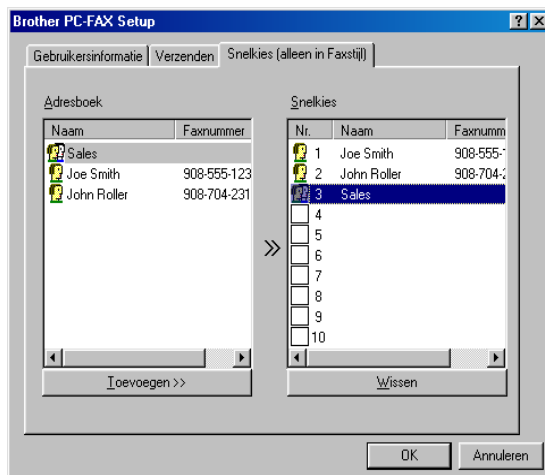 Brother PC-FAX Setup
Gebruikersinformatie Verzenden Snelkies (alleen in Faxstijl)
Adresboek Snelkies
Naam Faxnummer Nr. Naam Faxnumm
Sales 1 Joe Smith 908-555-
Joe Smith 908-555-123 2 John Roller 908-704-
John Roller 908-704-231 3 Sales
4
5
6
7
8
9
10
Toevoegen >> Wissen
OK Annuleren